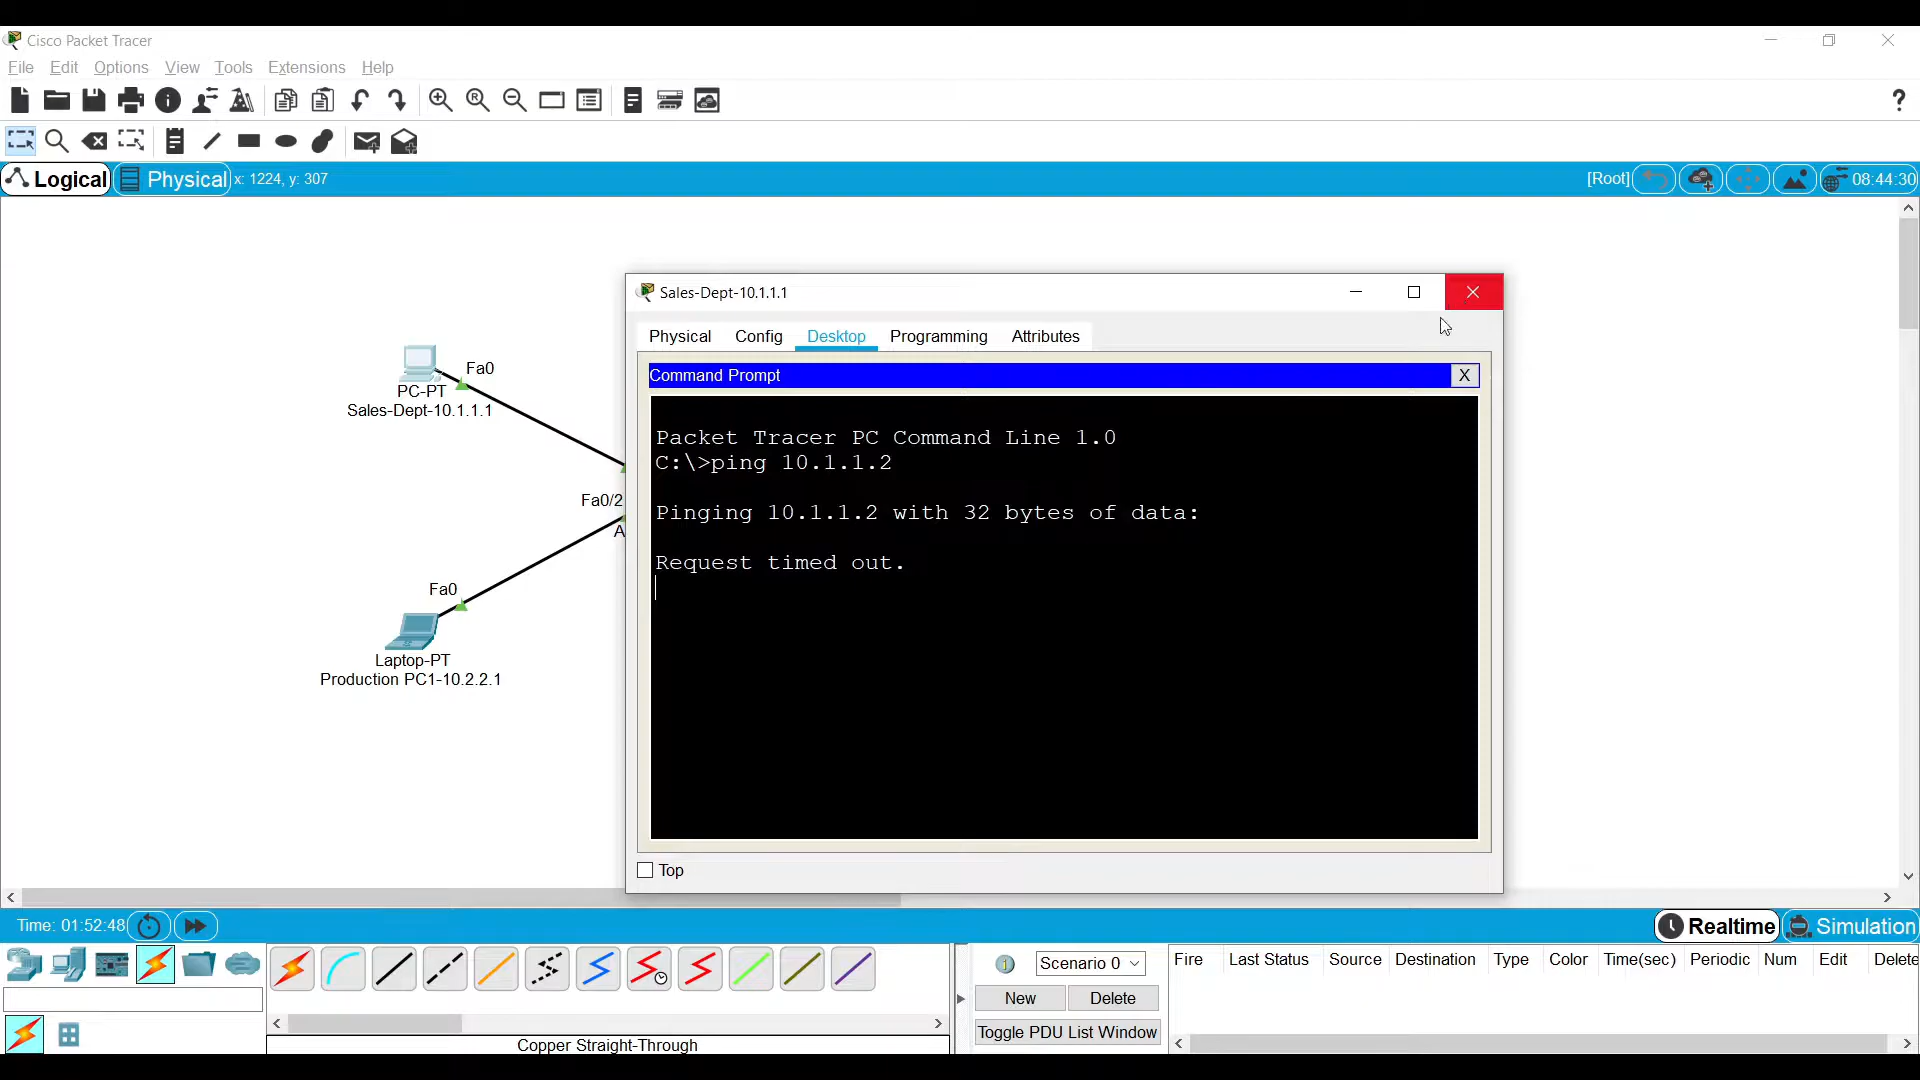 Cisco Packet Tracer
File Edit Options View Tools Extensions Help
?
Logical Physical x: 1224, y: 307 [Root] 08:44:30
Sales-Dept-10.1.1.1
Physical Config Desktop Programming Attributes
Command Prompt X
Packet Tracer PC Command Line 1.0
C:\>ping 10.1.1.2
Pinging 10.1.1.2 with 32 bytes of data:
Request timed out.
Top
Fa0
PC-PT
Sales-Dept-10.1.1.1
Fa0/2
A
Fa0
Laptop-PT
Production PC1-10.2.2.1
Time: 01:52:48 Realtime Simulation
Scenario 0
New Delete
Toggle PDU List Window
Fire Last Status Source Destination Type Color Time(sec) Periodic Num Edit Delete
Copper Straight-Through